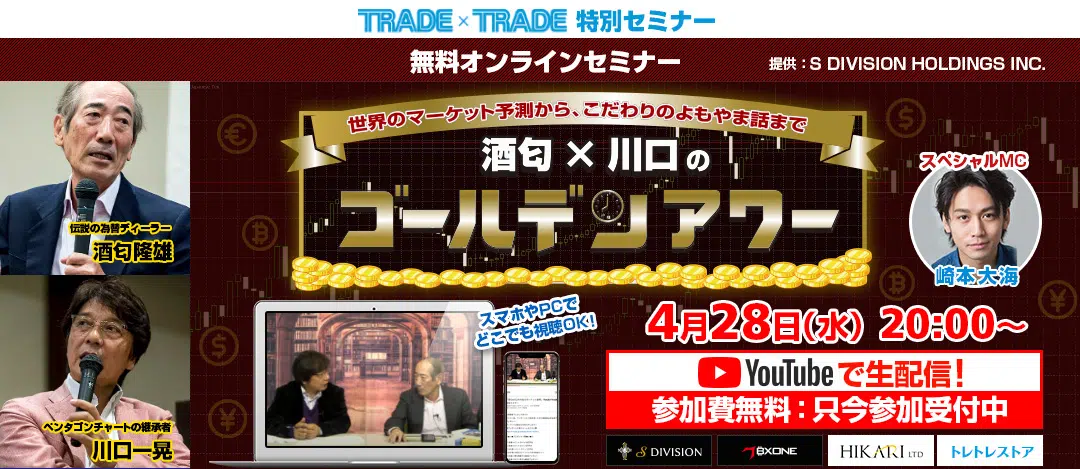 TRADE×TRADE 特別セミナー
無料オンラインセミナー
提供：S DIVISION HOLDINGS INC.
世界のマーケット予測から、こだわりのよもやま話まで
酒匂 × 川口の
ゴールデンアワー
スペシャルMC
崎本大海
伝説の為替ディーラー
酒匂隆雄
ペンタゴンチャートの継承者
川口一晃
スマホやPCで
どこでも視聴OK!
4月28日(水) 20:00～
YouTubeで生配信！
参加費無料：只今参加受付中
S DIVISION
BXONE
HIKARI LTD
トレトレストア